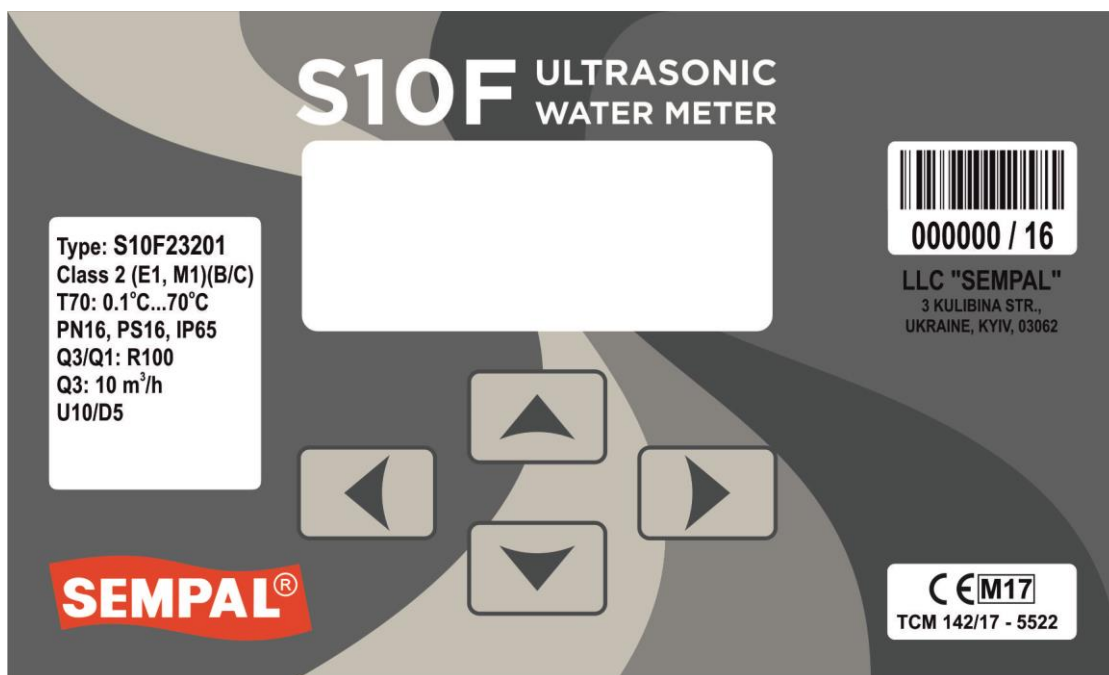 S10F ULTRASONIC
WATER METER
Type: S10F23201
Class 2 (E1, M1)(B/C)
T70: 0.1°C...70°C
PN16, PS16, IP65
Q3/Q1: R100
Q3: 10 m³/h
U10/D5
000000 / 16
LLC "SEMPAL"
3 KULIBINA STR.,
UKRAINE, KYIV, 03062
SEMPAL®
CE M17
TCM 142/17 - 5522